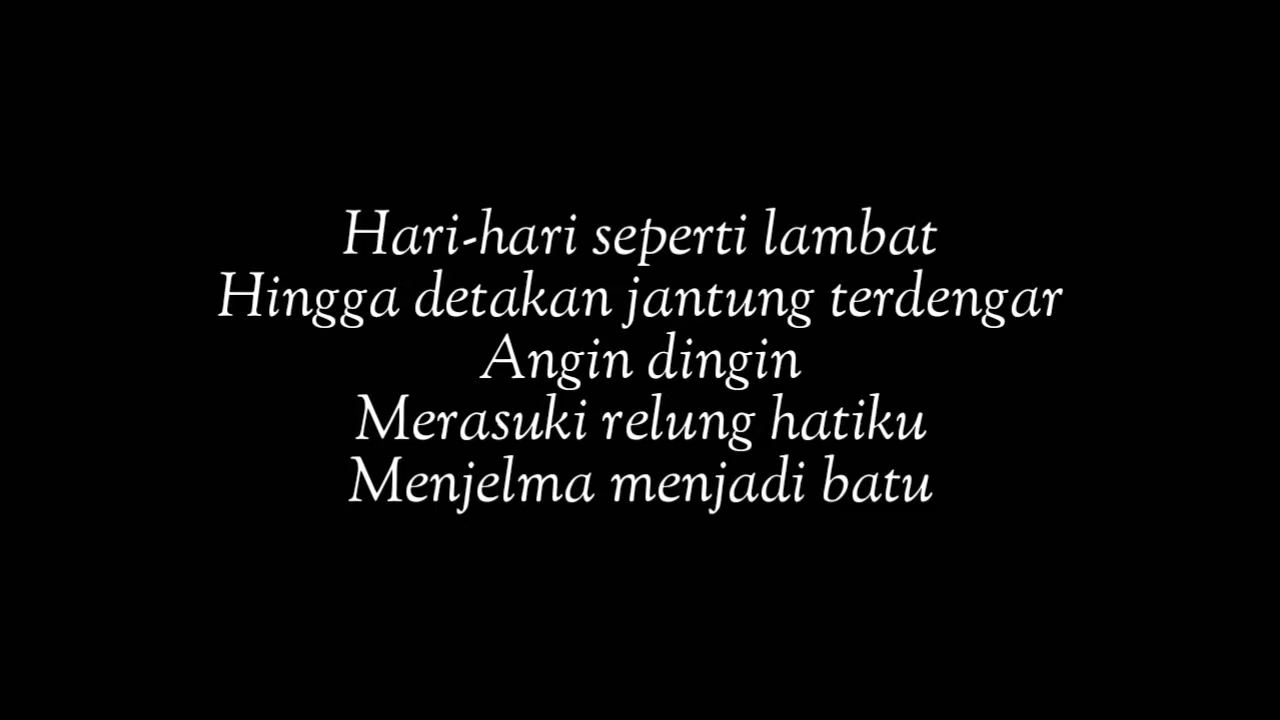 Hari-hari seperti lambat
Hingga detakan jantung terdengar
Angin dingin
Merasuki relung hatiku
Menjelma menjadi batu